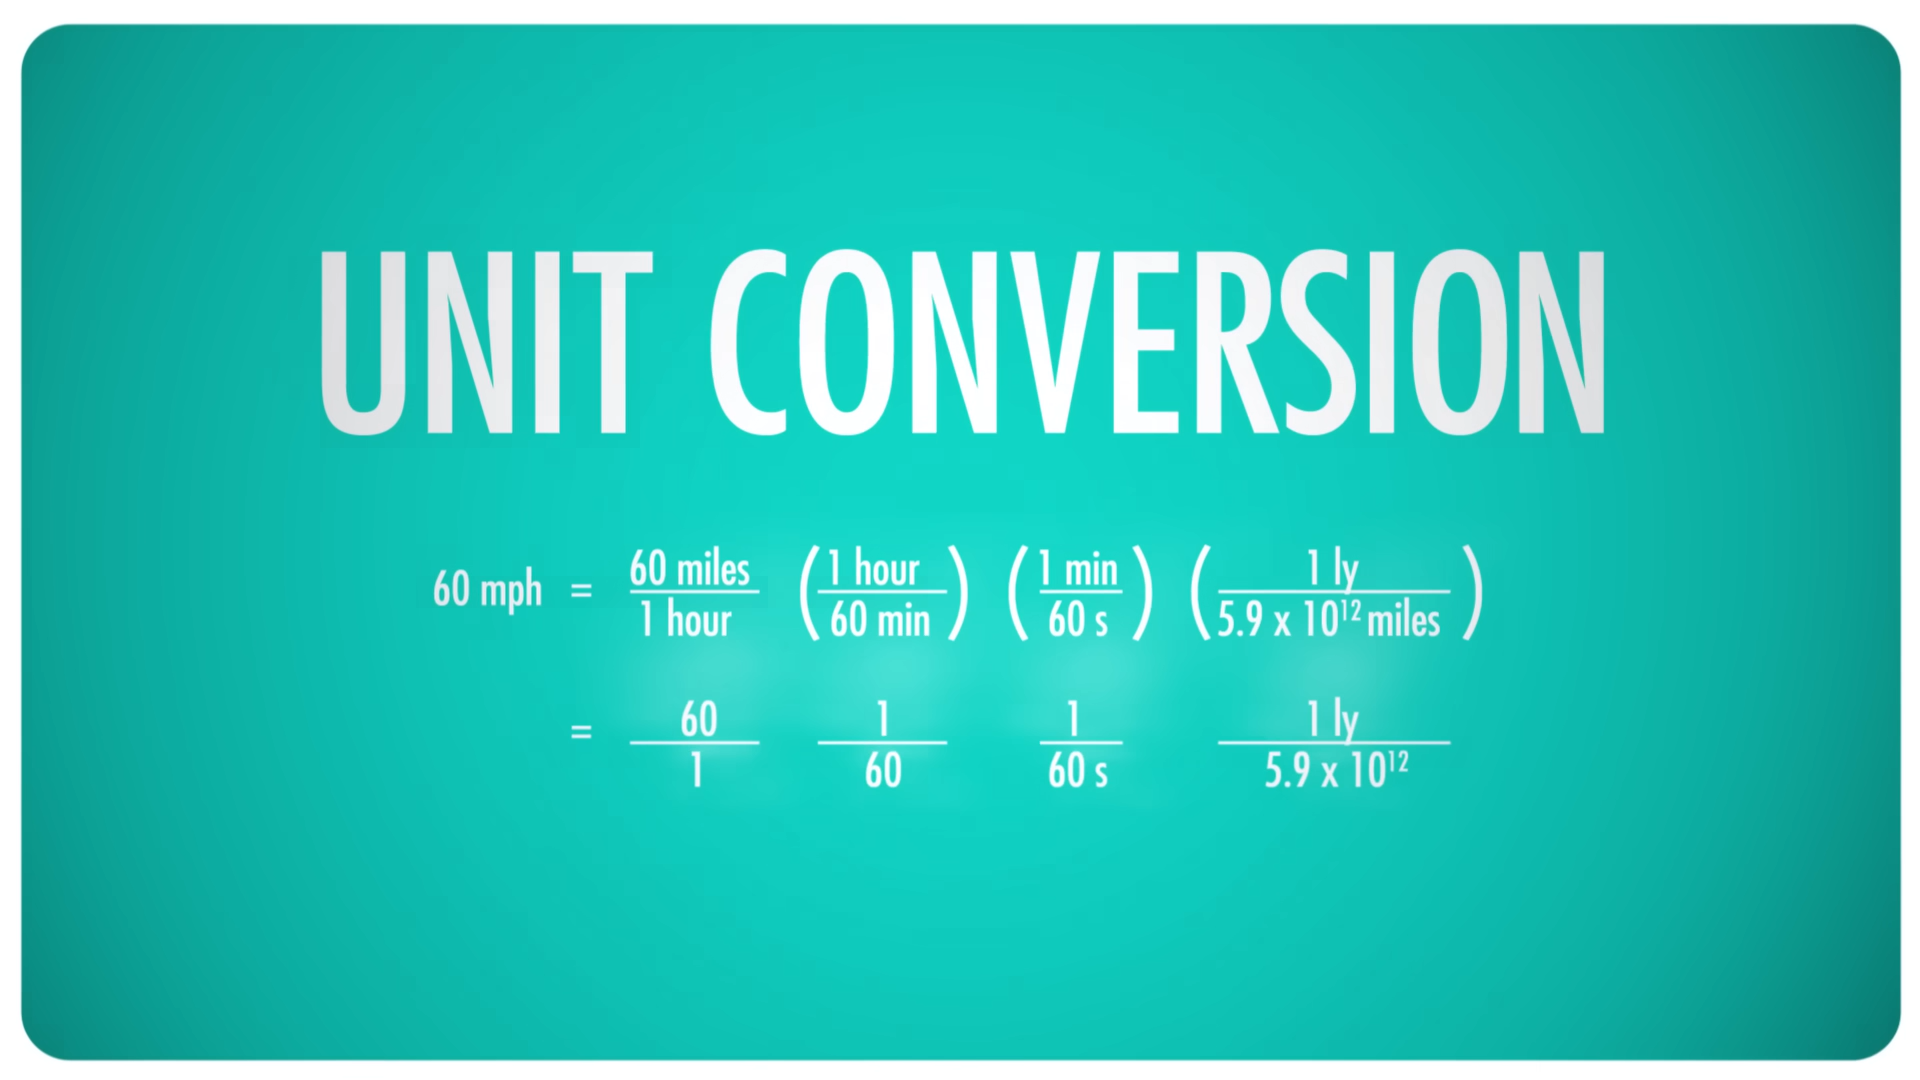 UNIT CONVERSION
60 mph = 60 miles/1 hour (1 hour/60 min) (1 min/60 s) (1 ly/5.9 x 10¹² miles)
= 60/1 1/60 1/60 s 1 ly/5.9 x 10¹²